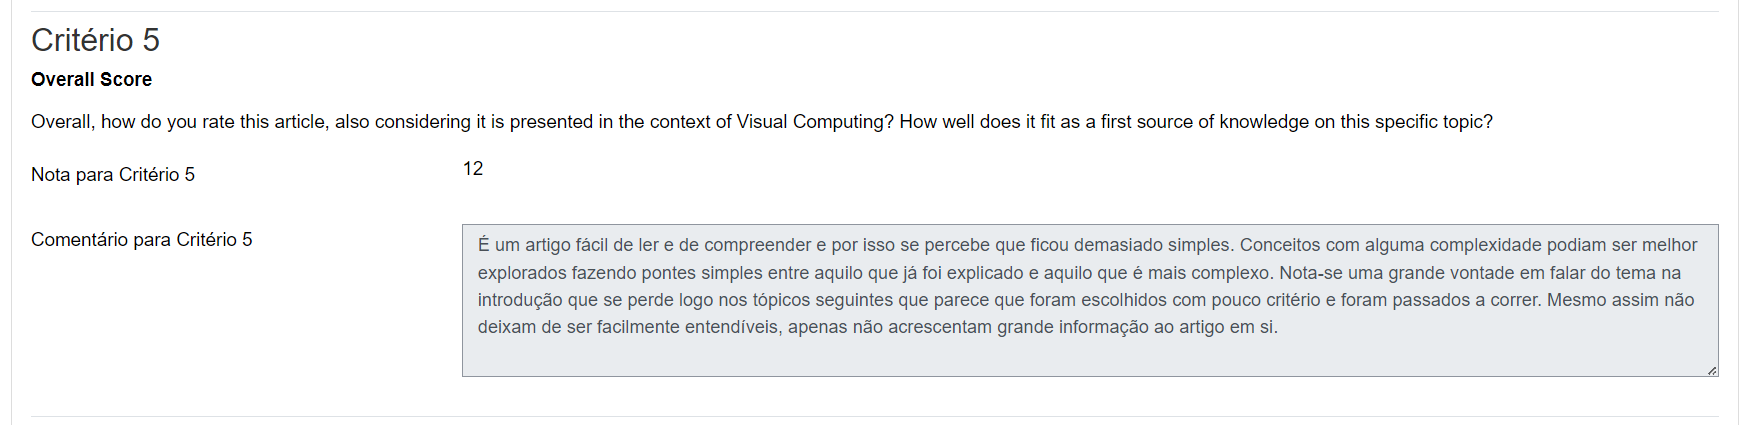 Critério 5
Overall Score
Overall, how do you rate this article, also considering it is presented in the context of Visual Computing? How well does it fit as a first source of knowledge on this specific topic?
Nota para Critério 5
12
Comentário para Critério 5
É um artigo fácil de ler e de compreender e por isso se percebe que ficou demasiado simples. Conceitos com alguma complexidade podiam ser melhor
explorados fazendo pontes simples entre aquilo que já foi explicado e aquilo que é mais complexo. Nota-se uma grande vontade em falar do tema na
introdução que se perde logo nos tópicos seguintes que parece que foram escolhidos com pouco critério e foram passados a correr. Mesmo assim não
deixam de ser facilmente entendíveis, apenas não acrescentam grande informação ao artigo em si.